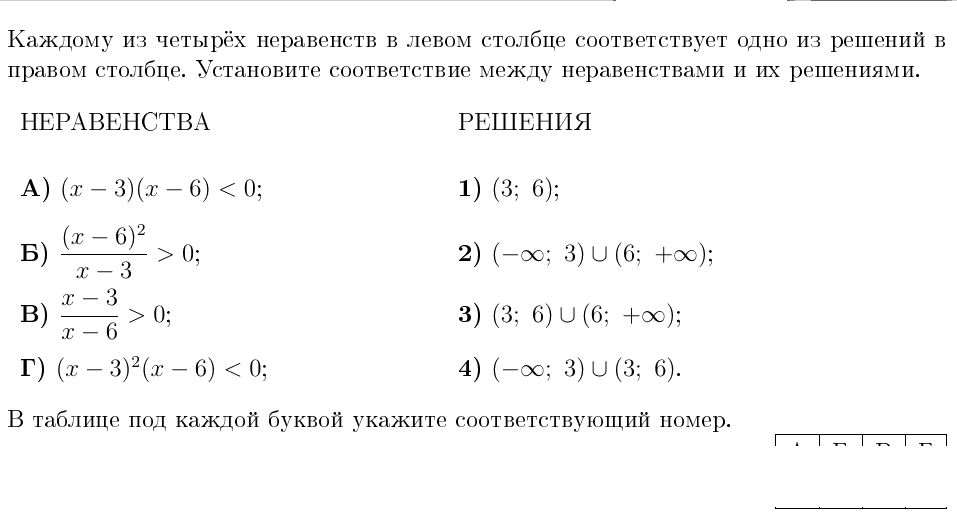 Каждому из четырёх неравенств в левом столбце соответствует одно из решений в
правом столбце. Установите соответствие между неравенствами и их решениями.
НЕРАВЕНСТВА РЕШЕНИЯ
А) (x − 3)(x − 6) < 0; 1) (3; 6);
Б) (x − 6)²/(x − 3) > 0; 2) (−∞; 3) ∪ (6; +∞);
В) (x − 3)/(x − 6) > 0; 3) (3; 6) ∪ (6; +∞);
Г) (x − 3)²(x − 6) < 0; 4) (−∞; 3) ∪ (3; 6).
В таблице под каждой буквой укажите соответствующий номер.